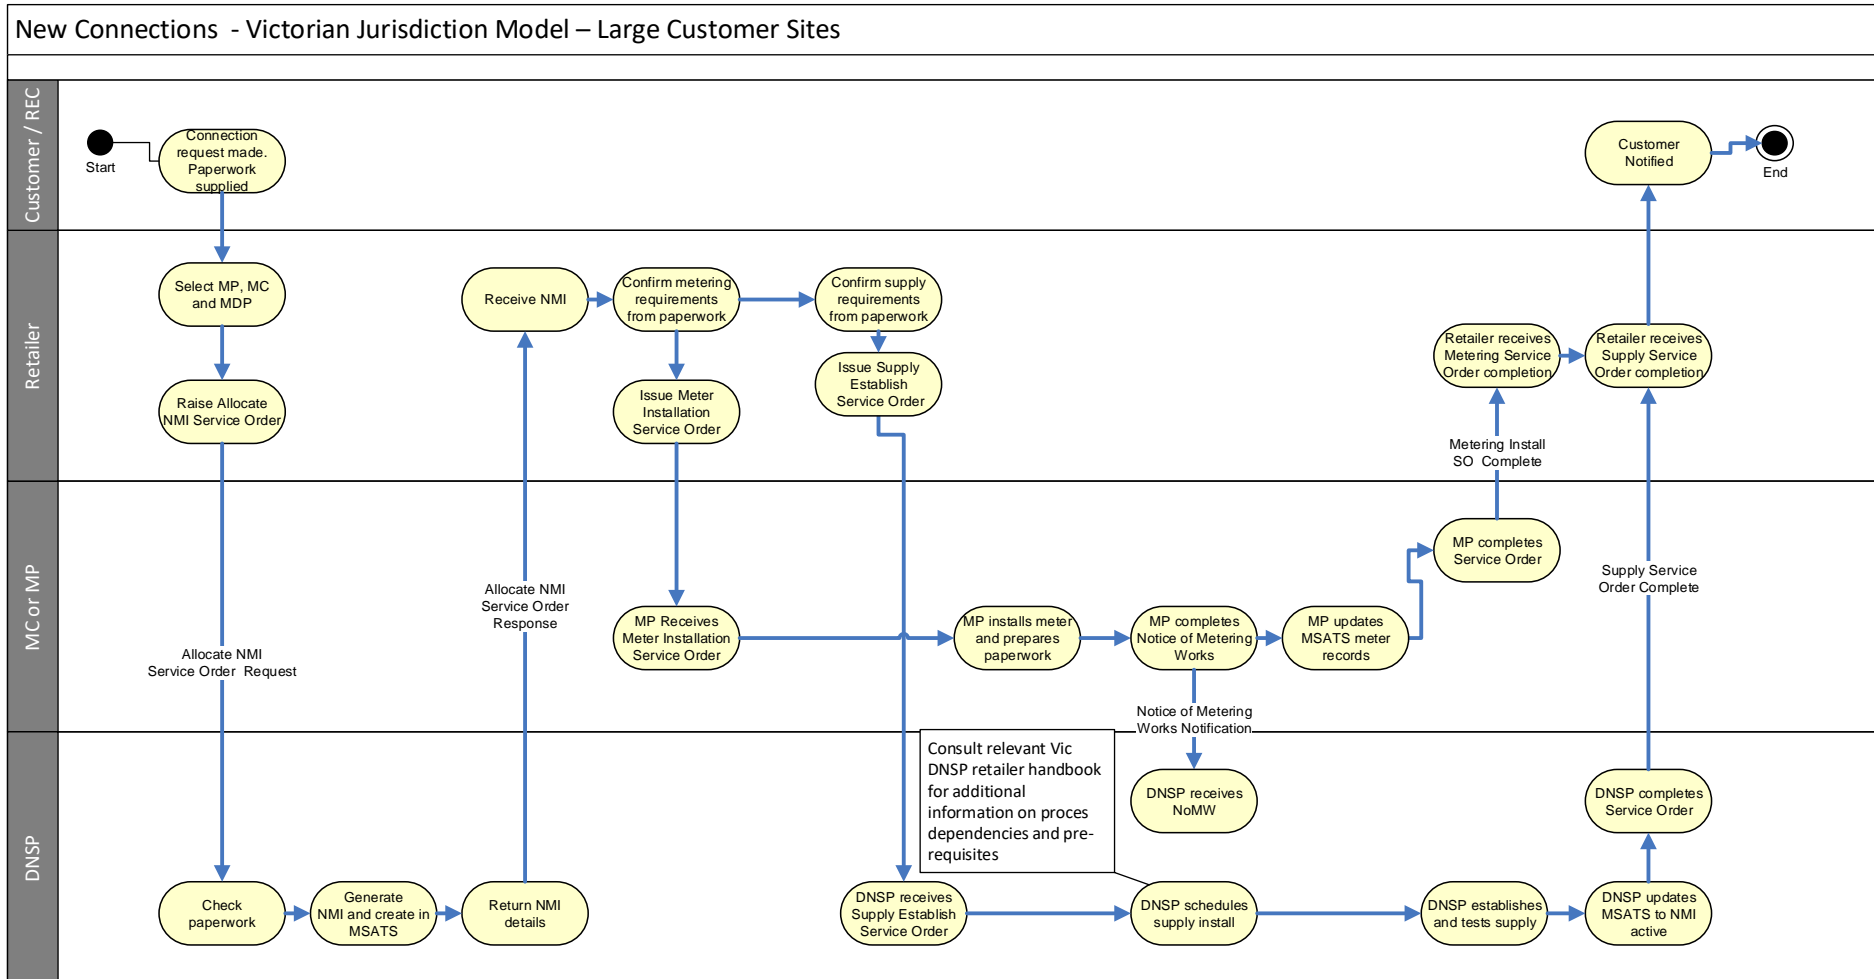 New Connections - Victorian Jurisdiction Model – Large Customer Sites
Customer / REC
Start
Connection
request made.
Paperwork
supplied
Customer
Notified
End
Retailer
Select MP, MC
and MDP
Raise Allocate
NMI Service Order
Receive NMI
Confirm metering
requirements
from paperwork
Issue Meter
Installation
Service Order
Confirm supply
requirements
from paperwork
Issue Supply
Establish
Service Order
Retailer receives
Metering Service
Order completion
Retailer receives
Supply Service
Order completion
Metering Install
SO Complete
MC or MP
Allocate NMI
Service Order Request
Allocate NMI
Service Order
Response
MP Receives
Meter Installation
Service Order
MP installs meter
and prepares
paperwork
MP completes
Notice of Metering
Works
MP updates
MSATS meter
records
MP completes
Service Order
Supply Service
Order Complete
Notice of Metering
Works Notification
DNSP
Consult relevant Vic
DNSP retailer handbook
for additional
information on proces
dependencies and pre-
requisites
DNSP receives
NoMW
DNSP completes
Service Order
Check
paperwork
Generate
NMI and create in
MSATS
Return NMI
details
DNSP receives
Supply Establish
Service Order
DNSP schedules
supply install
DNSP establishes
and tests supply
DNSP updates
MSATS to NMI
active